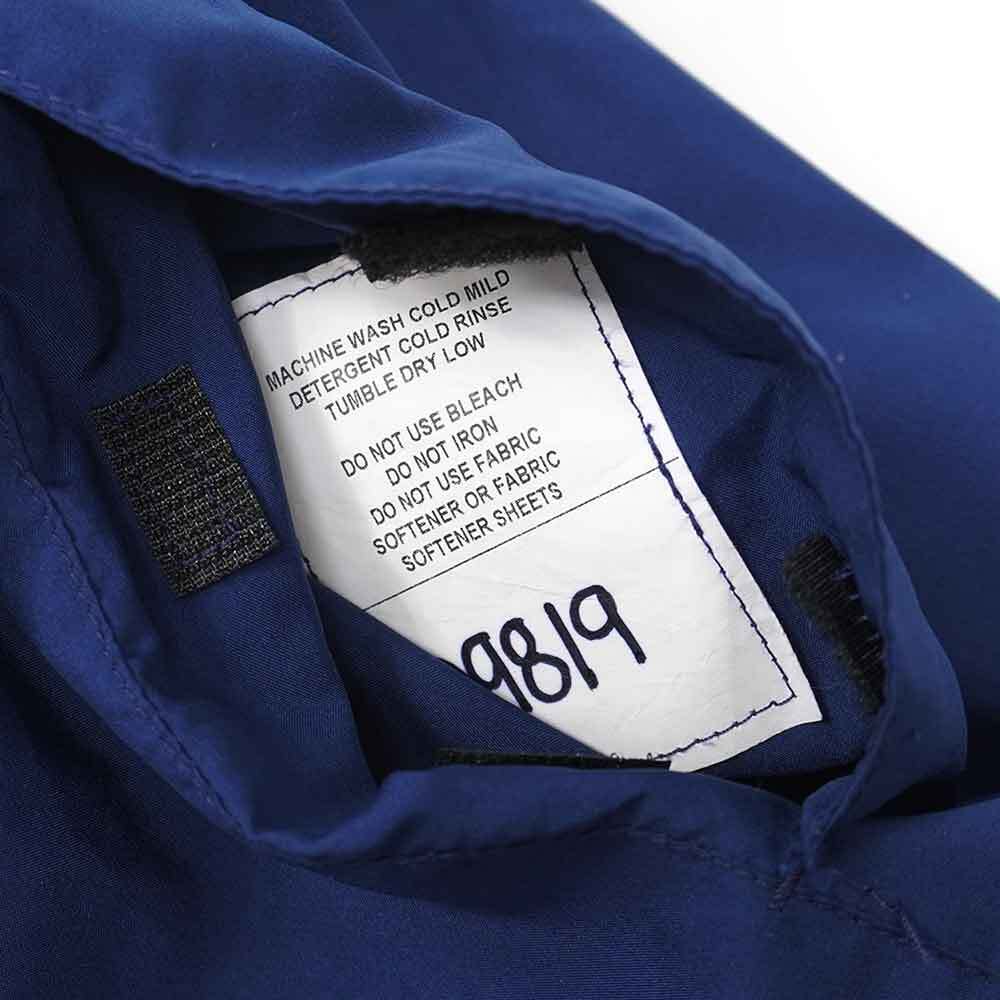 MACHINE WASH COLD MILD
DETERGENT COLD RINSE
TUMBLE DRY LOW
DO NOT USE BLEACH
DO NOT IRON
DO NOT USE FABRIC
SOFTENER OR FABRIC
SOFTENER SHEETS
9819